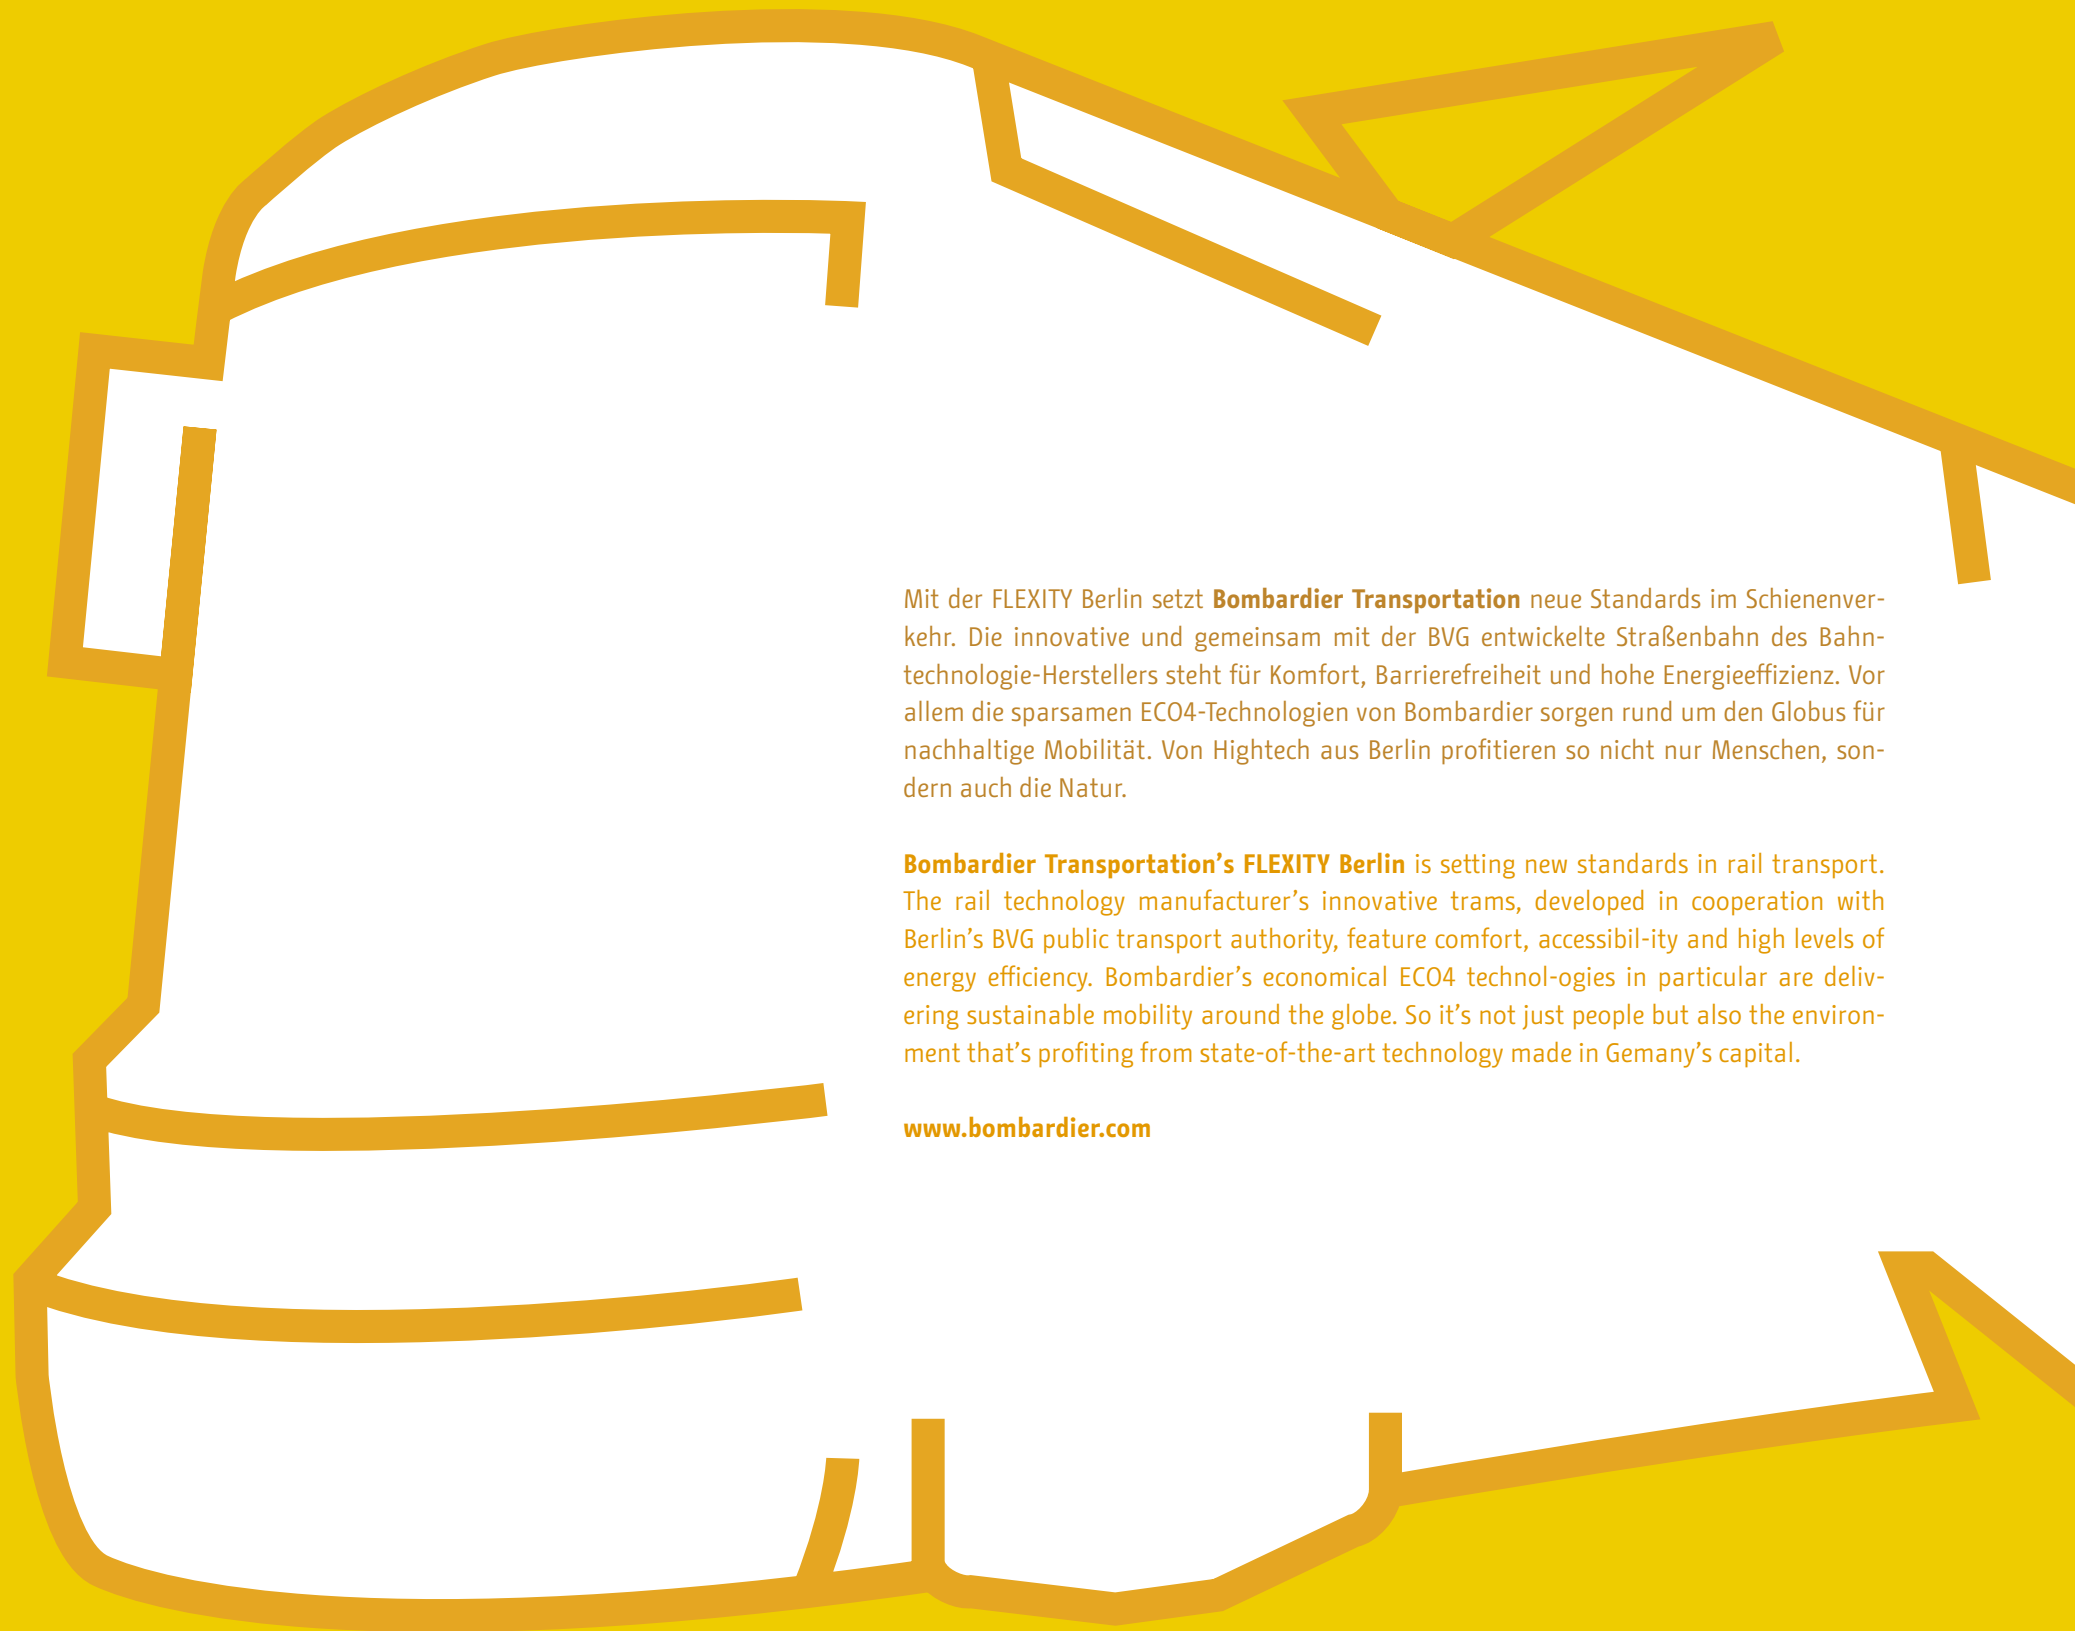 Mit der FLEXITY Berlin setzt Bombardier Transportation neue Standards im Schienenver-
kehr. Die innovative und gemeinsam mit der BVG entwickelte Straßenbahn des Bahn-
technologie-Herstellers steht für Komfort, Barrierefreiheit und hohe Energieeffizienz. Vor
allem die sparsamen ECO4-Technologien von Bombardier sorgen rund um den Globus für
nachhaltige Mobilität. Von Hightech aus Berlin profitieren so nicht nur Menschen, son-
dern auch die Natur.
Bombardier Transportation’s FLEXITY Berlin is setting new standards in rail transport.
The rail technology manufacturer’s innovative trams, developed in cooperation with
Berlin’s BVG public transport authority, feature comfort, accessibil-ity and high levels of
energy efficiency. Bombardier’s economical ECO4 technol-ogies in particular are deliv-
ering sustainable mobility around the globe. So it’s not just people but also the environ-
ment that’s profiting from state-of-the-art technology made in Gemany’s capital.
www.bombardier.com